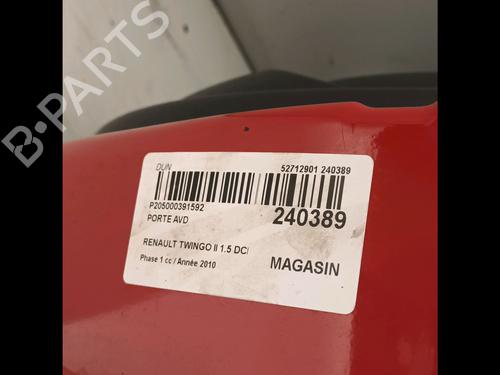 B-PARTS
DUN
52712901 240389
P205000391592
240389
PORTE AVD
RENAULT TWINGO II 1.5 DCI
MAGASIN
Phase 1 cc / Année 2010